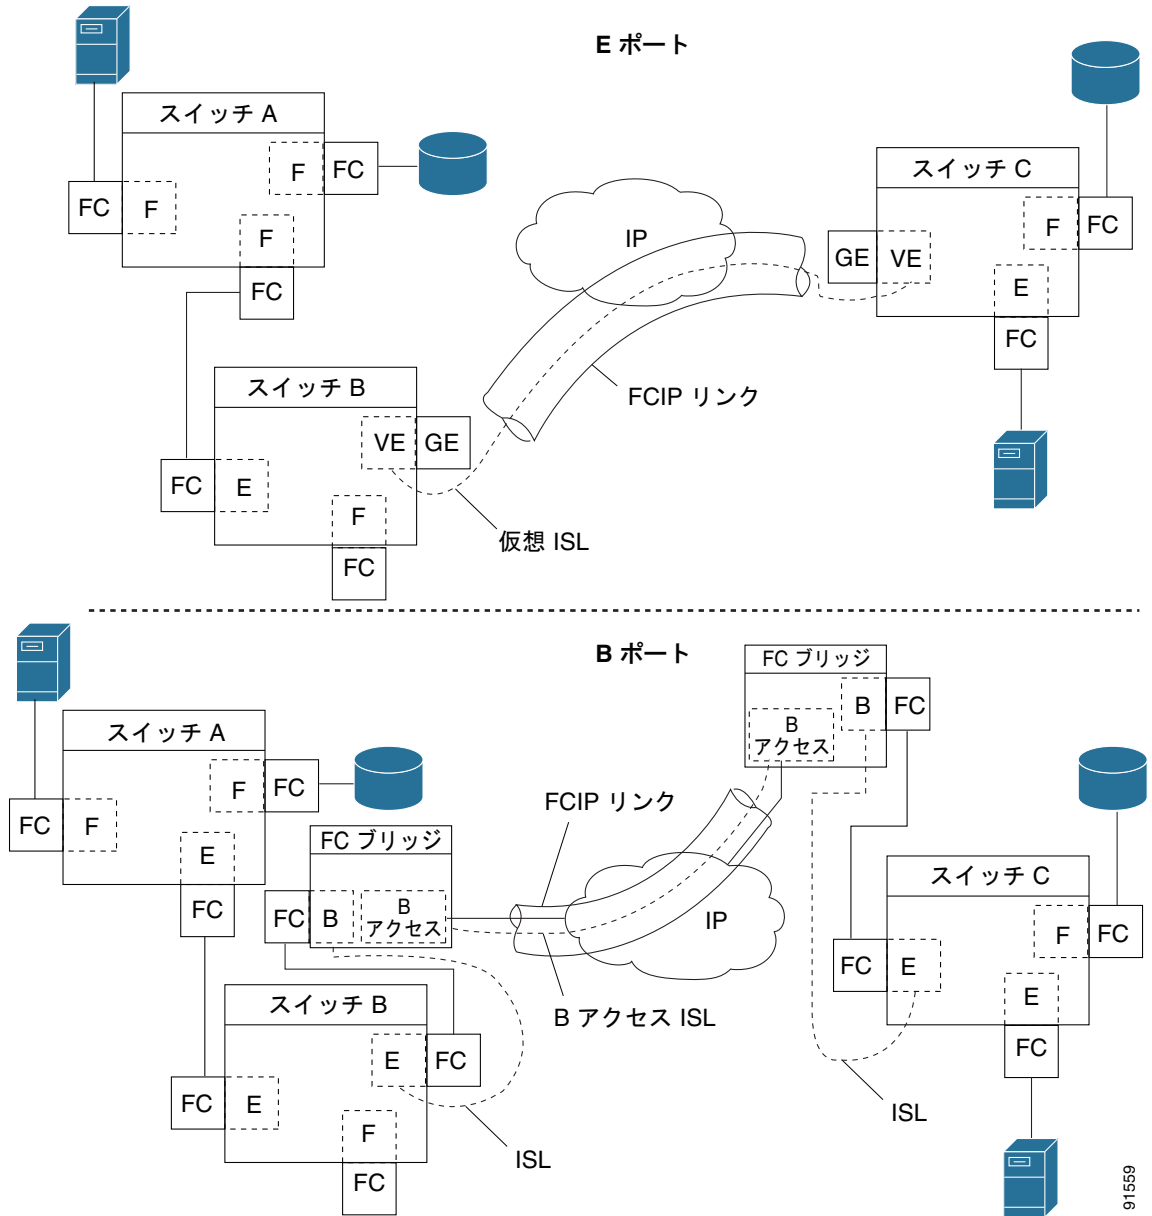 E ポート
スイッチ A
F
FC
FC
F
F
FC
スイッチ C
IP
F
FC
GE
VE
E
FC
スイッチ B
FCIP リンク
VE
GE
FC
E
F
仮想 ISL
FC
B ポート
FC ブリッジ
B
FC
B
アクセス
スイッチ A
F
FC
FCIP リンク
FC
F
E
FC ブリッジ
スイッチ C
FC
FC
B
B
アクセス
IP
F
FC
FC
E
スイッチ B
B アクセス ISL
E
FC
E
FC
FC
E
ISL
F
ISL
FC
91559